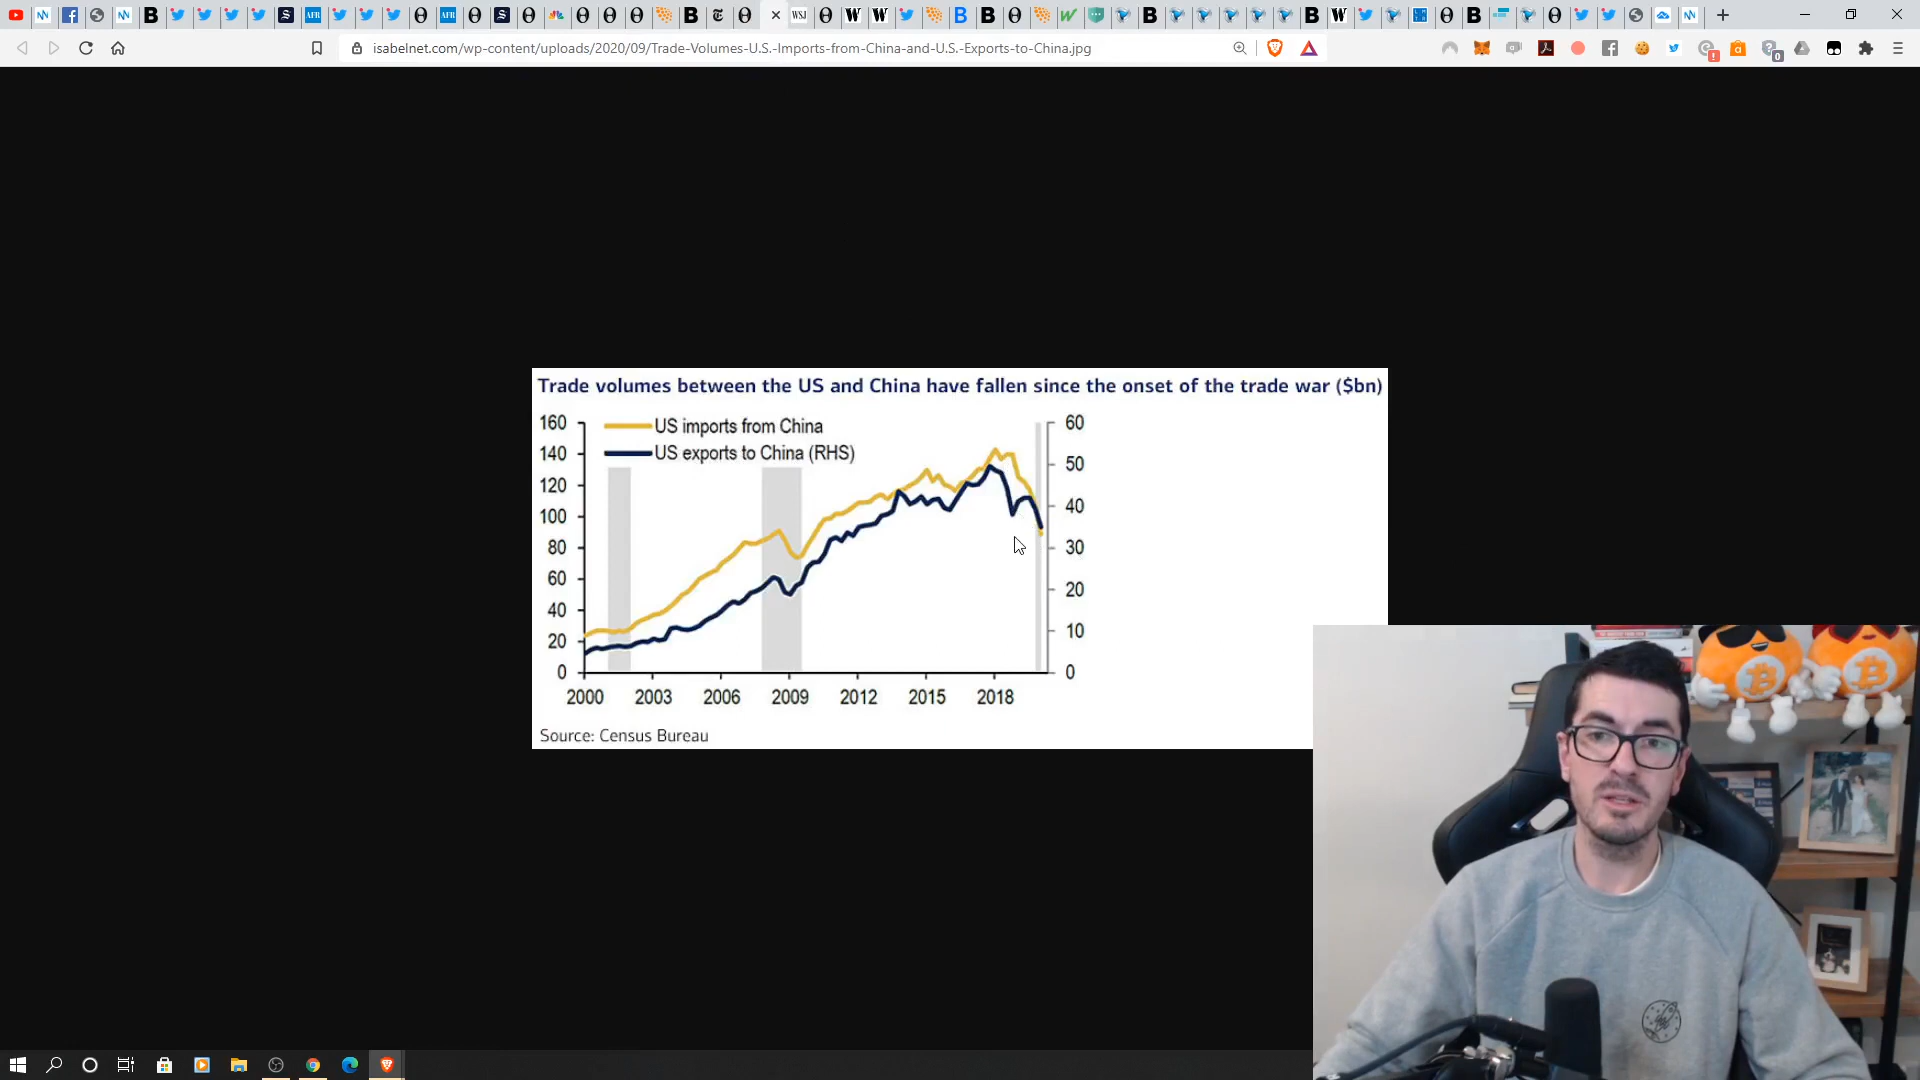 isabelnet.com/wp-content/uploads/2020/09/Trade-Volumes-U.S.-Imports-from-China-and-U.S.-Exports-to-China.jpg
Trade volumes between the US and China have fallen since the onset of the trade war ($bn)
US imports from China
US exports to China (RHS)
160
140
120
100
80
60
40
20
0
60
50
40
30
20
10
0
2000 2003 2006 2009 2012 2015 2018
Source: Census Bureau